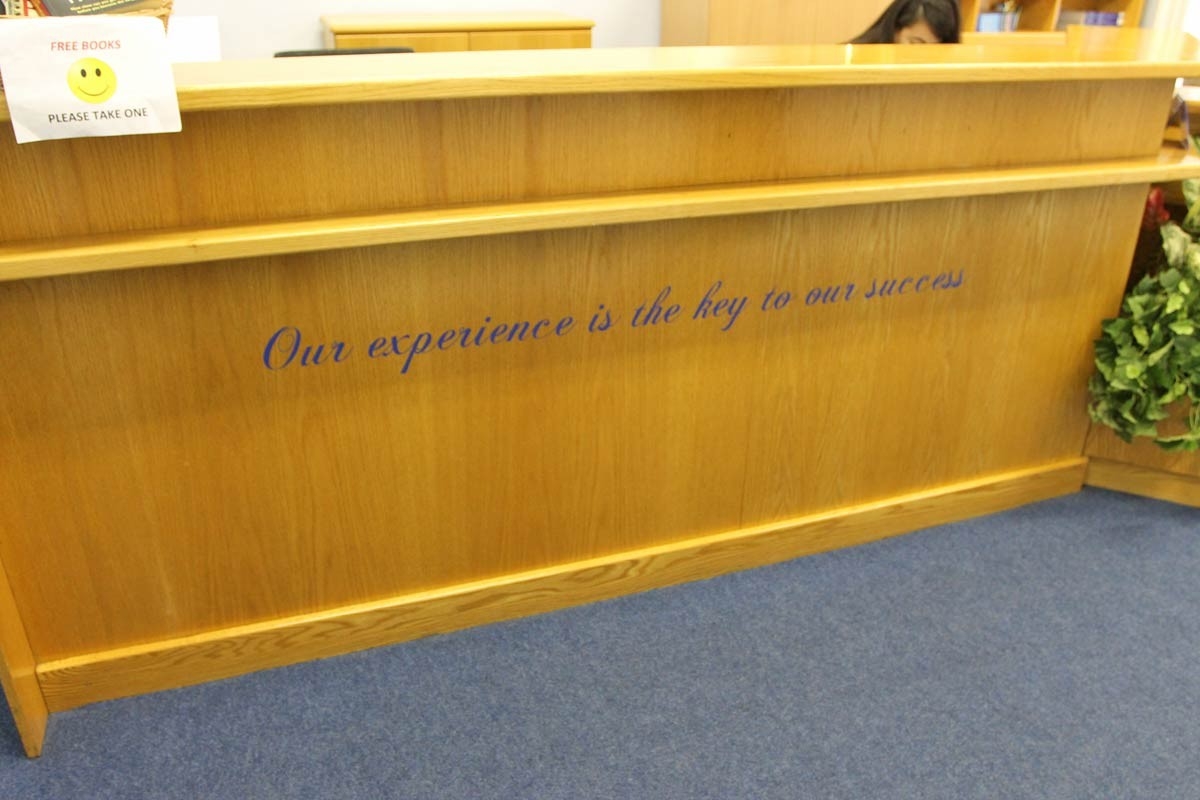 FREE BOOKS
PLEASE TAKE ONE
Our experience is the key to our success